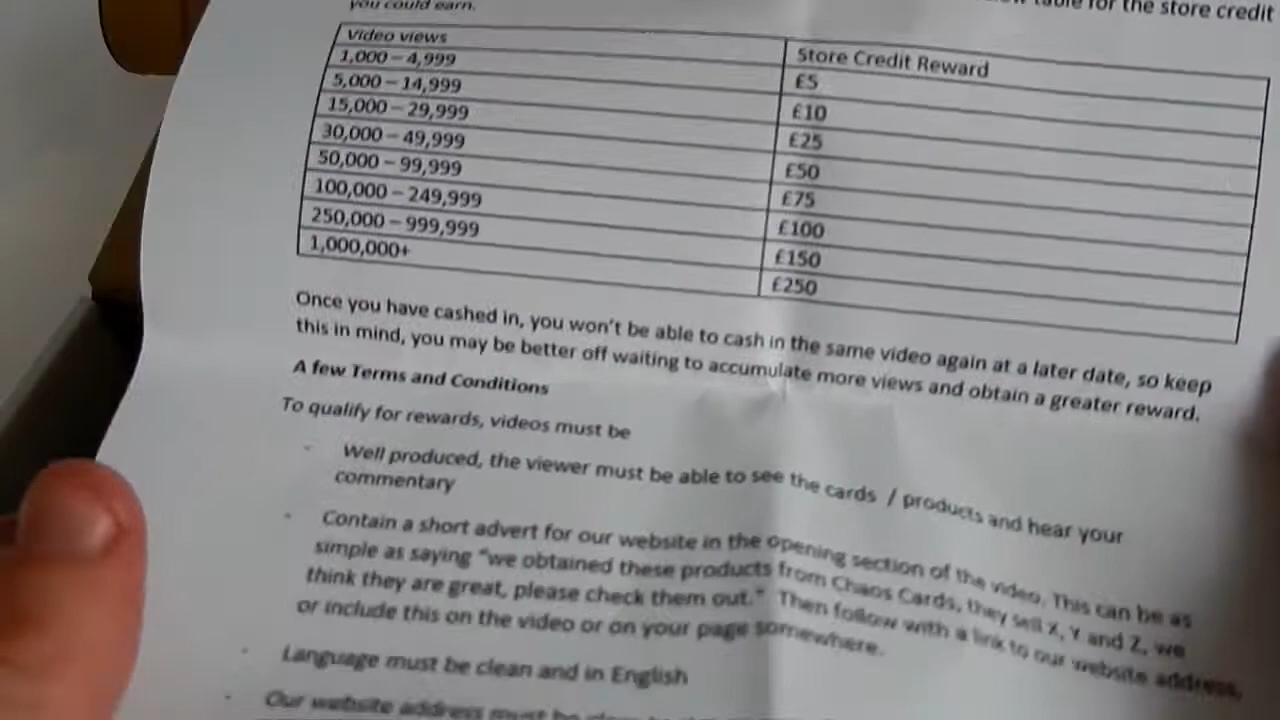 you could earn.
table for the store credit
Video views Store Credit Reward
1,000 – 4,999 £5
5,000 – 14,999 £10
15,000 – 29,999 £25
30,000 – 49,999 £50
50,000 – 99,999 £75
100,000 – 249,999 £100
250,000 – 999,999 £150
1,000,000+ £250
Once you have cashed in, you won't be able to cash in the same video again at a later date, so keep
this in mind, you may be better off waiting to accumulate more views and obtain a greater reward.
A few Terms and Conditions
To qualify for rewards, videos must be
- Well produced, the viewer must be able to see the cards / products and hear your
commentary
- Contain a short advert for our website in the opening section of the video. This can be as
simple as saying "we obtained these products from Chaos Cards, they sell X, Y and Z, we
think they are great, please check them out." Then follow with a link to our website address,
or include this on the video or on your page somewhere.
- Language must be clean and in English
- Our website address must be